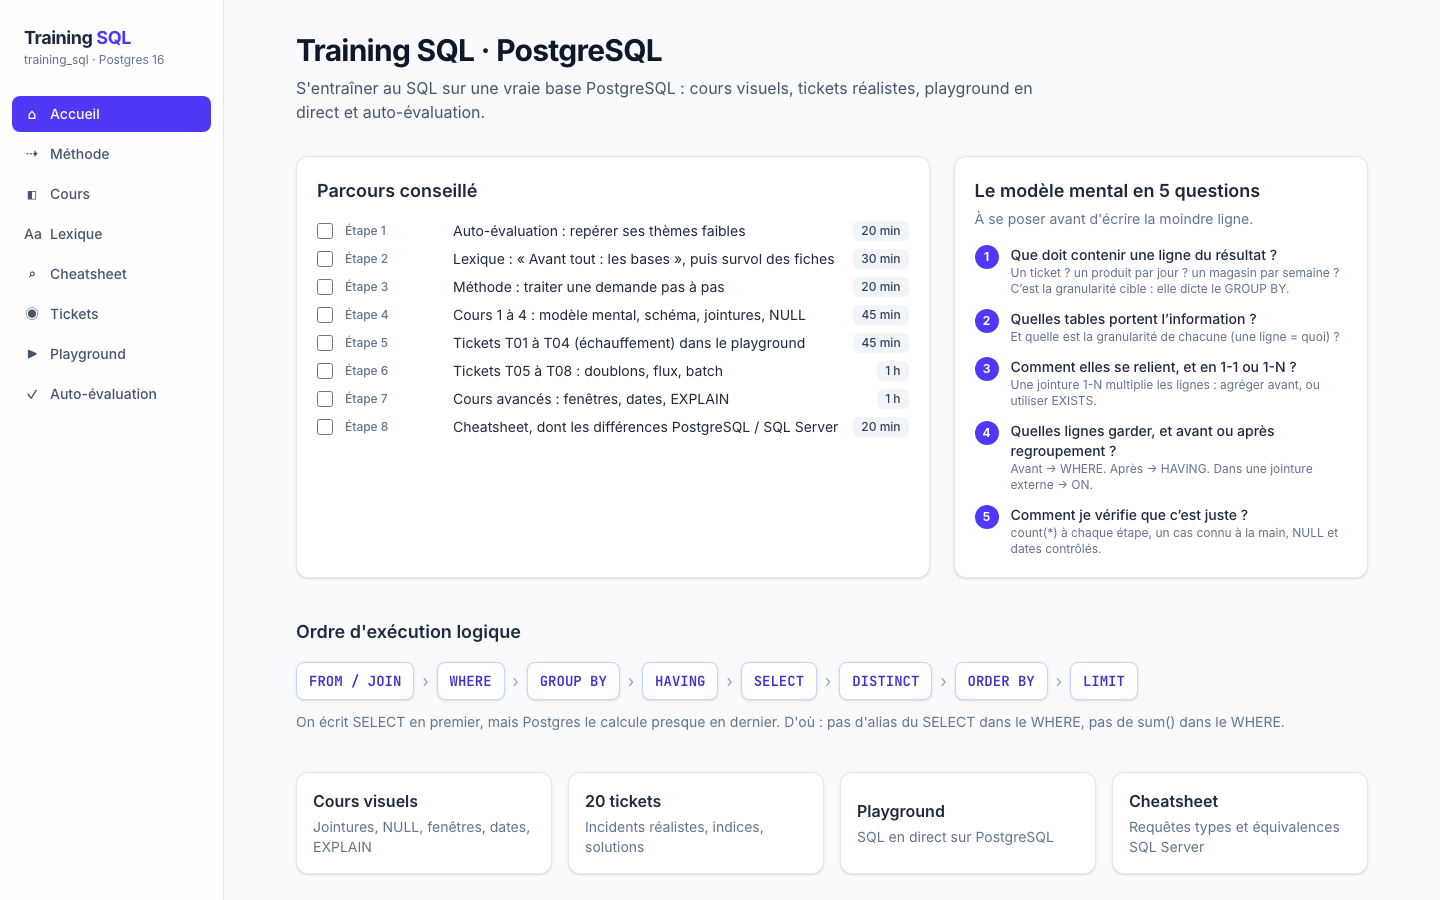 Training SQL
training_sql · Postgres 16
Accueil
Méthode
Cours
Aa Lexique
Cheatsheet
Tickets
Playground
Auto-évaluation
Training SQL · PostgreSQL
S'entraîner au SQL sur une vraie base PostgreSQL : cours visuels, tickets réalistes, playground en
direct et auto-évaluation.
Parcours conseillé
Étape 1 Auto-évaluation : repérer ses thèmes faibles 20 min
Étape 2 Lexique : « Avant tout : les bases », puis survol des fiches 30 min
Étape 3 Méthode : traiter une demande pas à pas 20 min
Étape 4 Cours 1 à 4 : modèle mental, schéma, jointures, NULL 45 min
Étape 5 Tickets T01 à T04 (échauffement) dans le playground 45 min
Étape 6 Tickets T05 à T08 : doublons, flux, batch 1 h
Étape 7 Cours avancés : fenêtres, dates, EXPLAIN 1 h
Étape 8 Cheatsheet, dont les différences PostgreSQL / SQL Server 20 min
Le modèle mental en 5 questions
À se poser avant d'écrire la moindre ligne.
1 Que doit contenir une ligne du résultat ?
Un ticket ? un produit par jour ? un magasin par semaine ?
C’est la granularité cible : elle dicte le GROUP BY.
2 Quelles tables portent l’information ?
Et quelle est la granularité de chacune (une ligne = quoi) ?
3 Comment elles se relient, et en 1-1 ou 1-N ?
Une jointure 1-N multiplie les lignes : agréger avant, ou
utiliser EXISTS.
4 Quelles lignes garder, et avant ou après
regroupement ?
Avant → WHERE. Après → HAVING. Dans une jointure
externe → ON.
5 Comment je vérifie que c’est juste ?
count(*) à chaque étape, un cas connu à la main, NULL et
dates contrôlés.
Ordre d'exécution logique
FROM / JOIN › WHERE › GROUP BY › HAVING › SELECT › DISTINCT › ORDER BY › LIMIT
On écrit SELECT en premier, mais Postgres le calcule presque en dernier. D'où : pas d'alias du SELECT dans le WHERE, pas de sum() dans le WHERE.
Cours visuels
Jointures, NULL, fenêtres, dates,
EXPLAIN
20 tickets
Incidents réalistes, indices,
solutions
Playground
SQL en direct sur PostgreSQL
Cheatsheet
Requêtes types et équivalences
SQL Server